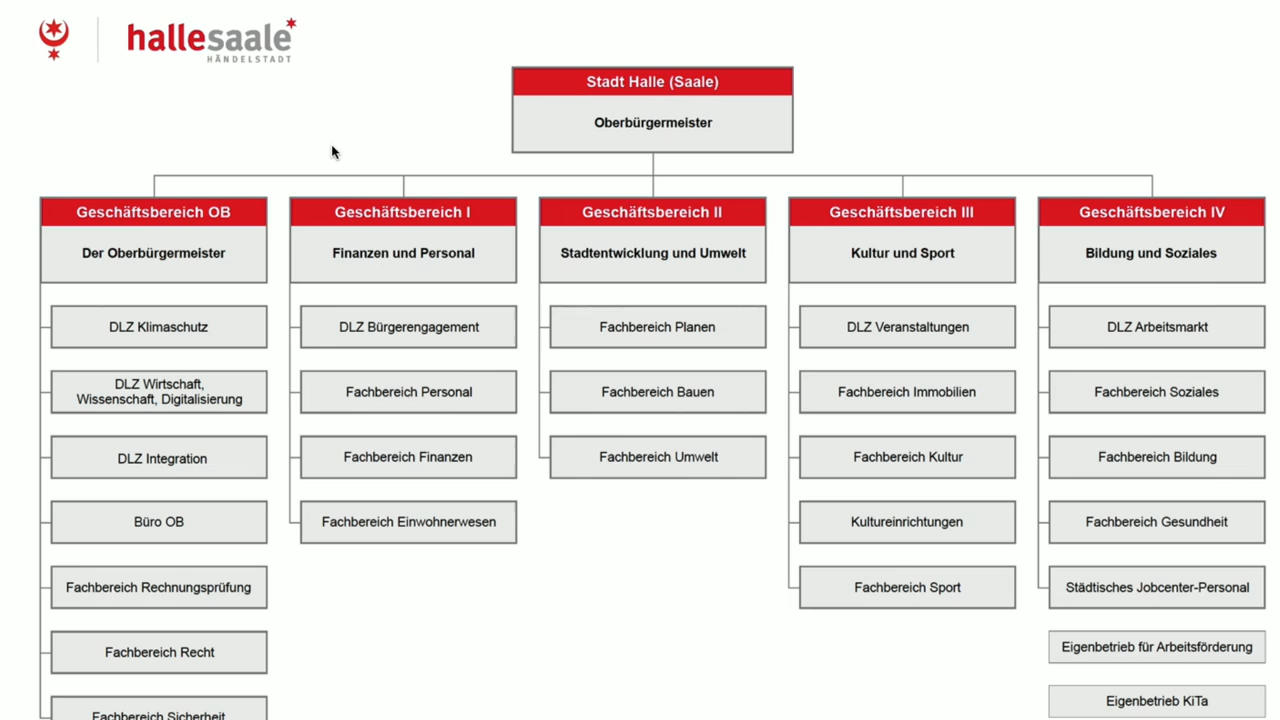 hallesaale
HÄNDELSTADT
Stadt Halle (Saale)
Oberbürgermeister
Geschäftsbereich OB
Der Oberbürgermeister
DLZ Klimaschutz
DLZ Wirtschaft,
Wissenschaft, Digitalisierung
DLZ Integration
Büro OB
Fachbereich Rechnungsprüfung
Fachbereich Recht
Fachbereich Sicherheit
Geschäftsbereich I
Finanzen und Personal
DLZ Bürgerengagement
Fachbereich Personal
Fachbereich Finanzen
Fachbereich Einwohnerwesen
Geschäftsbereich II
Stadtentwicklung und Umwelt
Fachbereich Planen
Fachbereich Bauen
Fachbereich Umwelt
Geschäftsbereich III
Kultur und Sport
DLZ Veranstaltungen
Fachbereich Immobilien
Fachbereich Kultur
Kultureinrichtungen
Fachbereich Sport
Geschäftsbereich IV
Bildung und Soziales
DLZ Arbeitsmarkt
Fachbereich Soziales
Fachbereich Bildung
Fachbereich Gesundheit
Städtisches Jobcenter-Personal
Eigenbetrieb für Arbeitsförderung
Eigenbetrieb KiTa